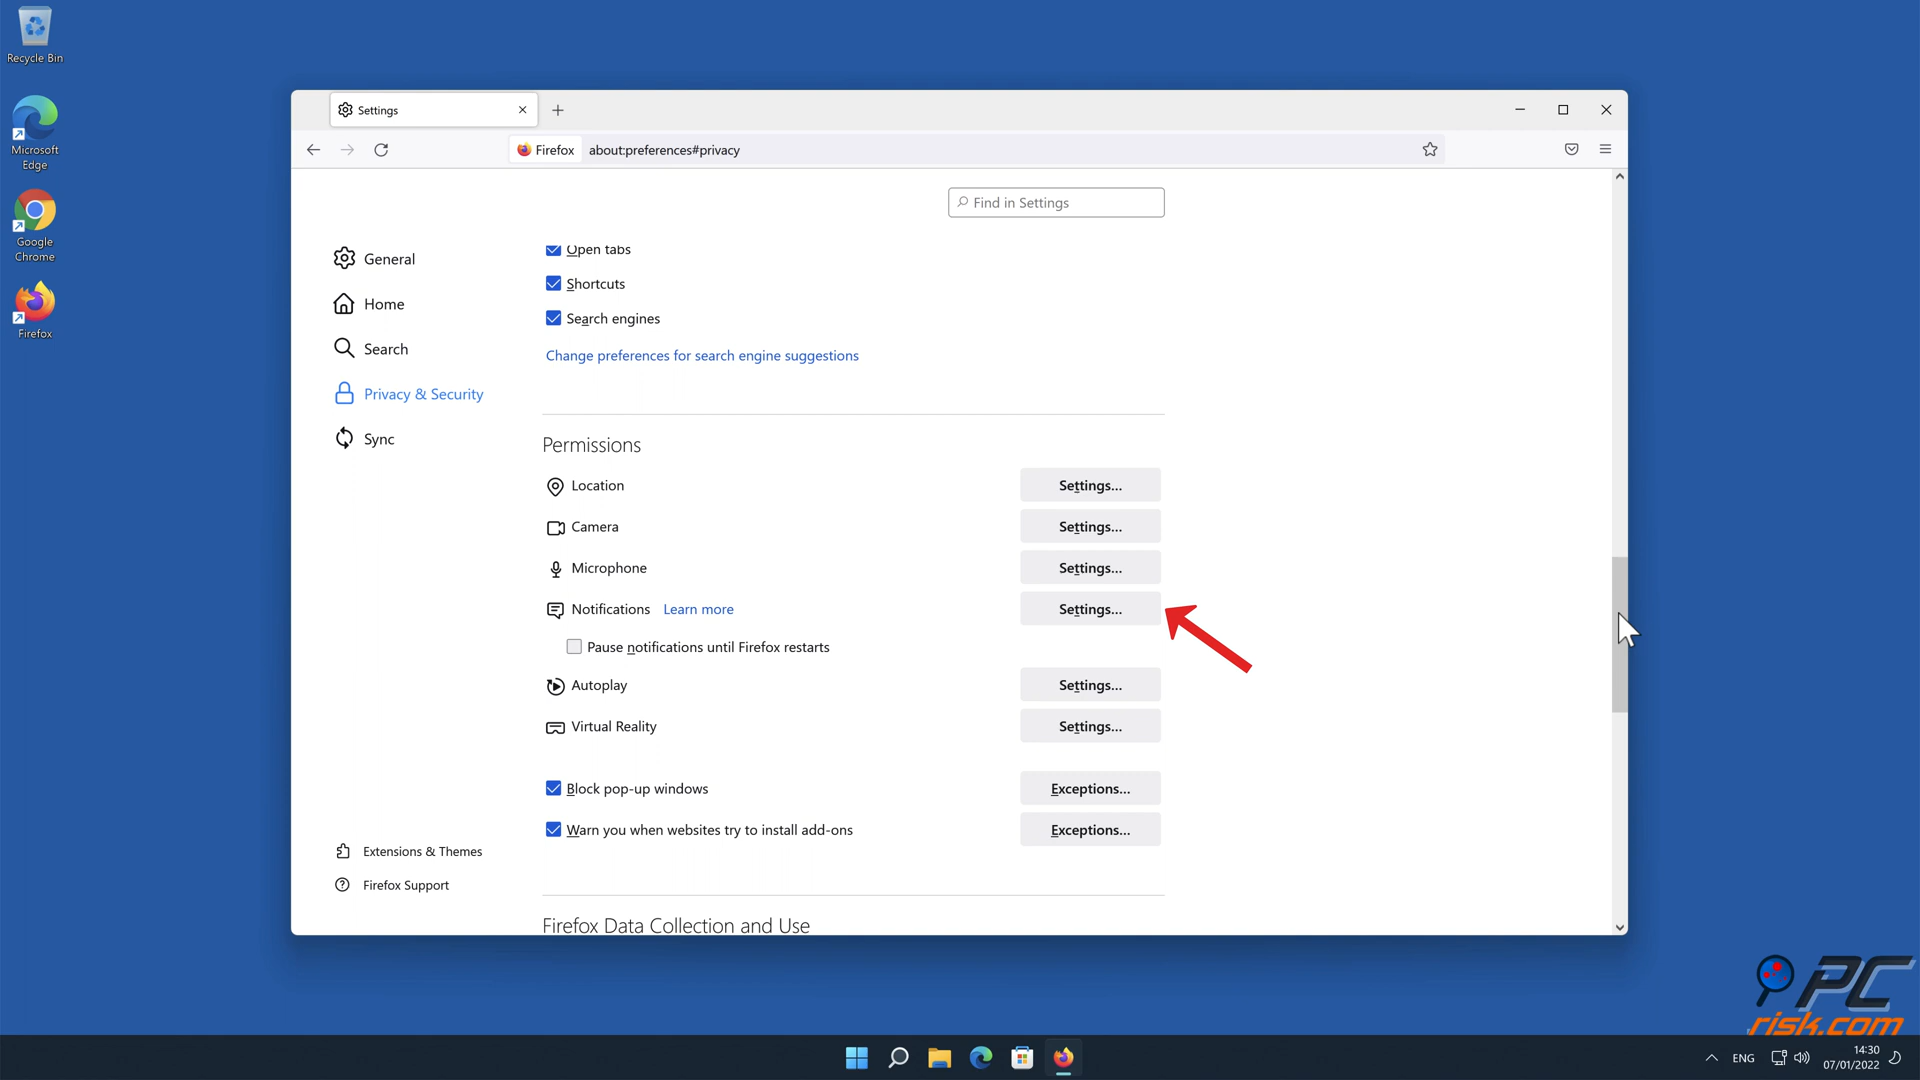 Recycle Bin
Microsoft
Edge
Google
Chrome
Firefox
Settings
Firefox
about:preferences#privacy
Find in Settings
General
Home
Search
Privacy & Security
Sync
Extensions & Themes
Firefox Support
Open tabs
Shortcuts
Search engines
Change preferences for search engine suggestions
Permissions
Location Settings...
Camera Settings...
Microphone Settings...
Notifications Learn more Settings...
Pause notifications until Firefox restarts
Autoplay Settings...
Virtual Reality Settings...
Block pop-up windows Exceptions...
Warn you when websites try to install add-ons Exceptions...
Firefox Data Collection and Use
PC
risk.com
ENG
14:30
07/01/2022